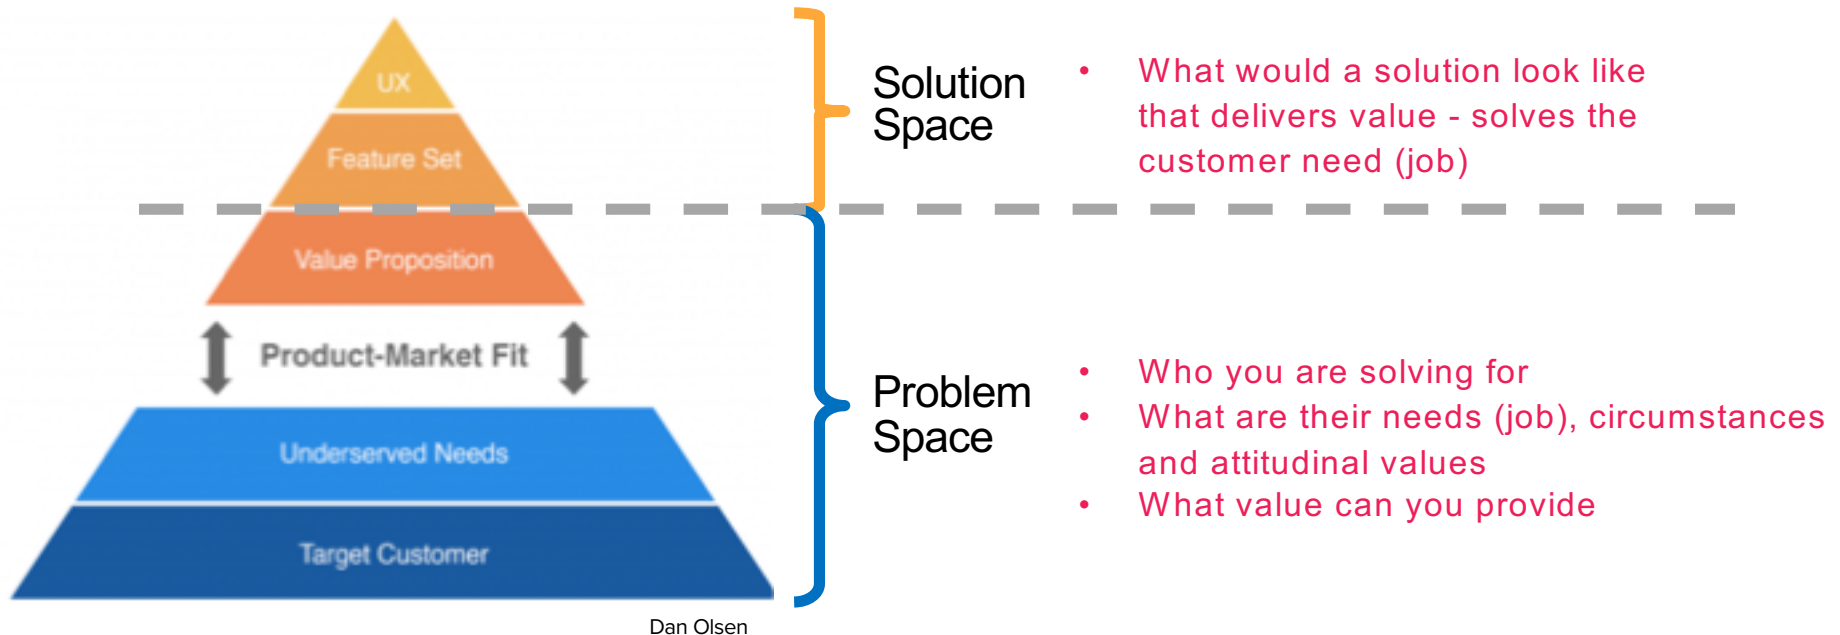 UX
Feature Set
Value Proposition
Product-Market Fit
Underserved Needs
Target Customer
Dan Olsen
Solution
Space
• What would a solution look like
that delivers value - solves the
customer need (job)
Problem
Space
• Who you are solving for
• What are their needs (job), circumstances
and attitudinal values
• What value can you provide